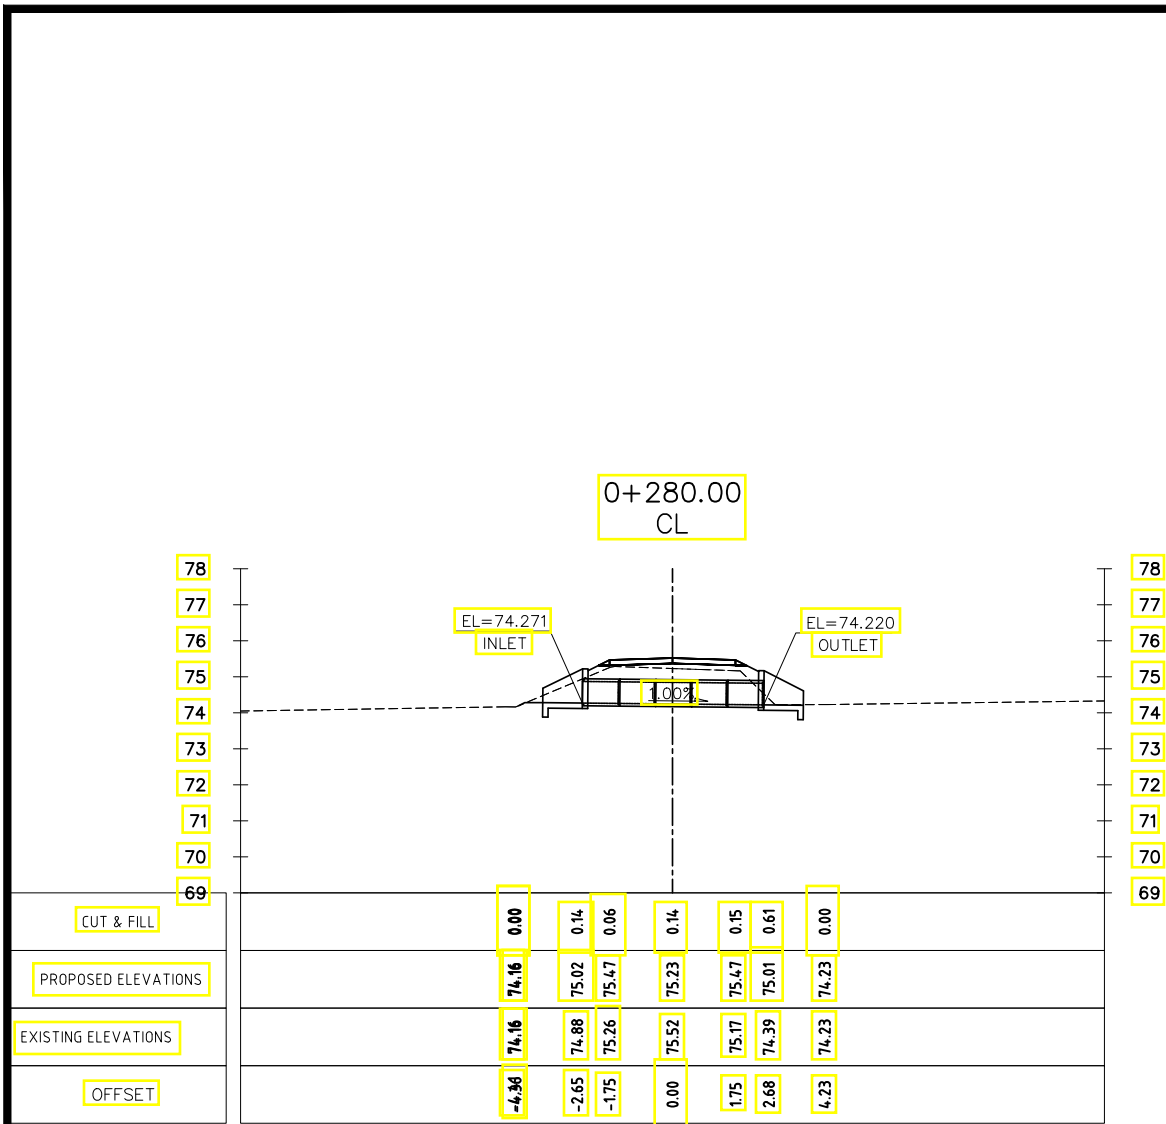 0+280.00
CL
78 78
77 77
EL=74.271 EL=74.220
76 76
INLET OUTLET
75 75
1.00%
74 74
73 73
72 72
71 71
70 70
69 69
CUT & FILL 0.00 0.14 0.06 0.14 0.15 0.61 0.00
PROPOSED ELEVATIONS 74.16 75.02 75.47 75.23 75.47 75.01 74.23
EXISTING ELEVATIONS 74.16 74.88 75.26 75.52 75.17 74.39 74.23
OFFSET -2.65 -1.75 0.00 1.75 2.68 4.23